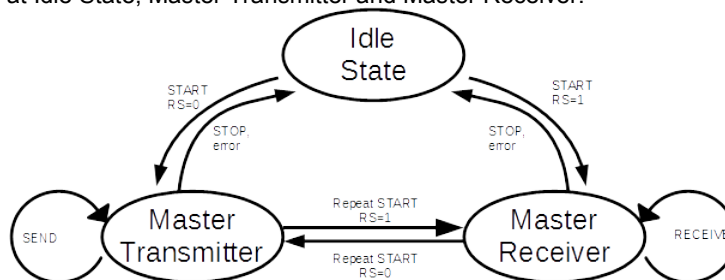 at Idle State, Master Transmitter and Master Receiver.
Idle
State
START
RS=0
START
RS=1
STOP,
error
STOP,
error
Master
Transmitter
Repeat START
RS=1
Master
Receiver
SEND
RECEIVE
Repeat START
RS=0